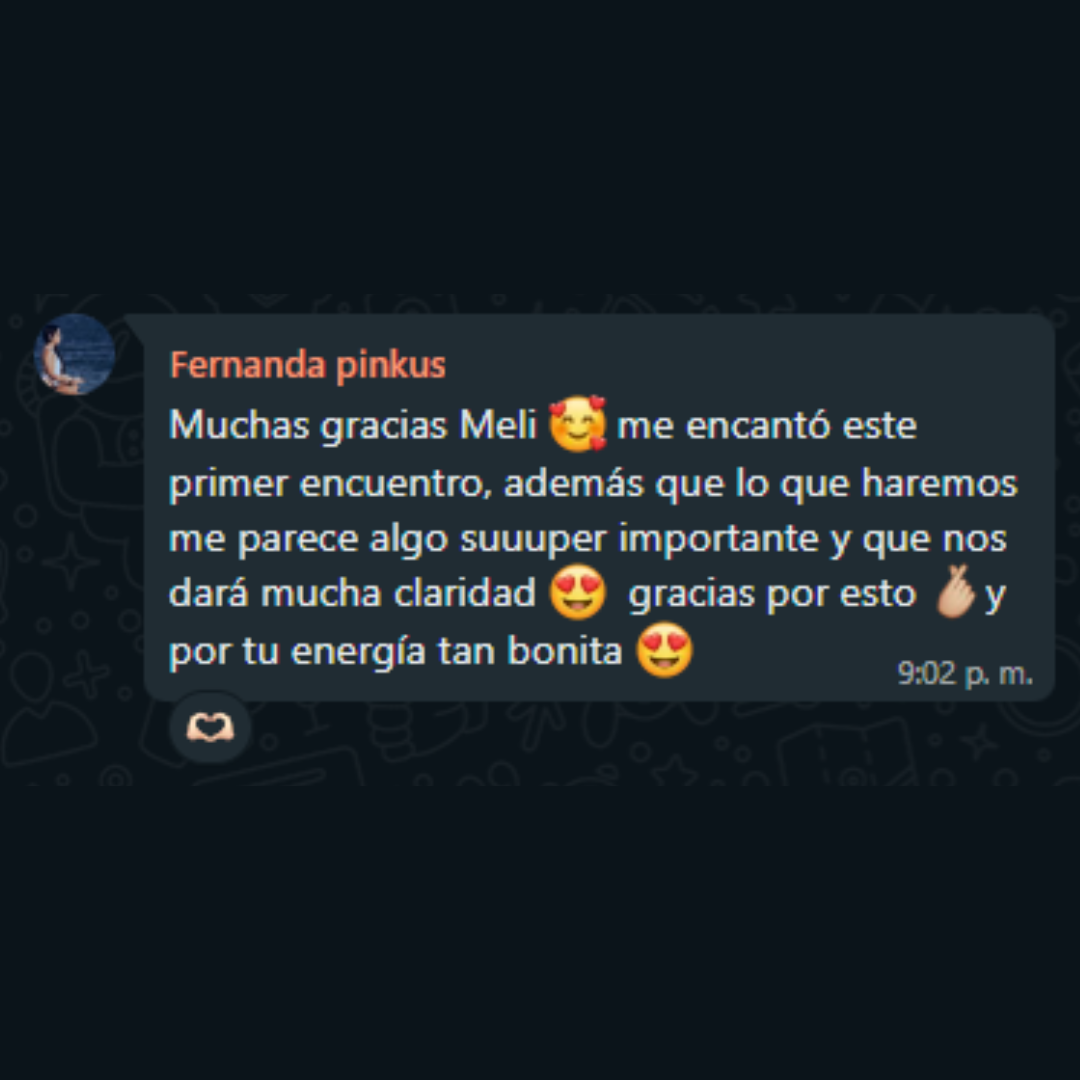 Fernanda pinkus
Muchas gracias Meli 🥰 me encantó este
primer encuentro, además que lo que haremos
me parece algo suuuper importante y que nos
dará mucha claridad 😍 gracias por esto 🫰🏼 y
por tu energía tan bonita 😍
9:02 p. m.